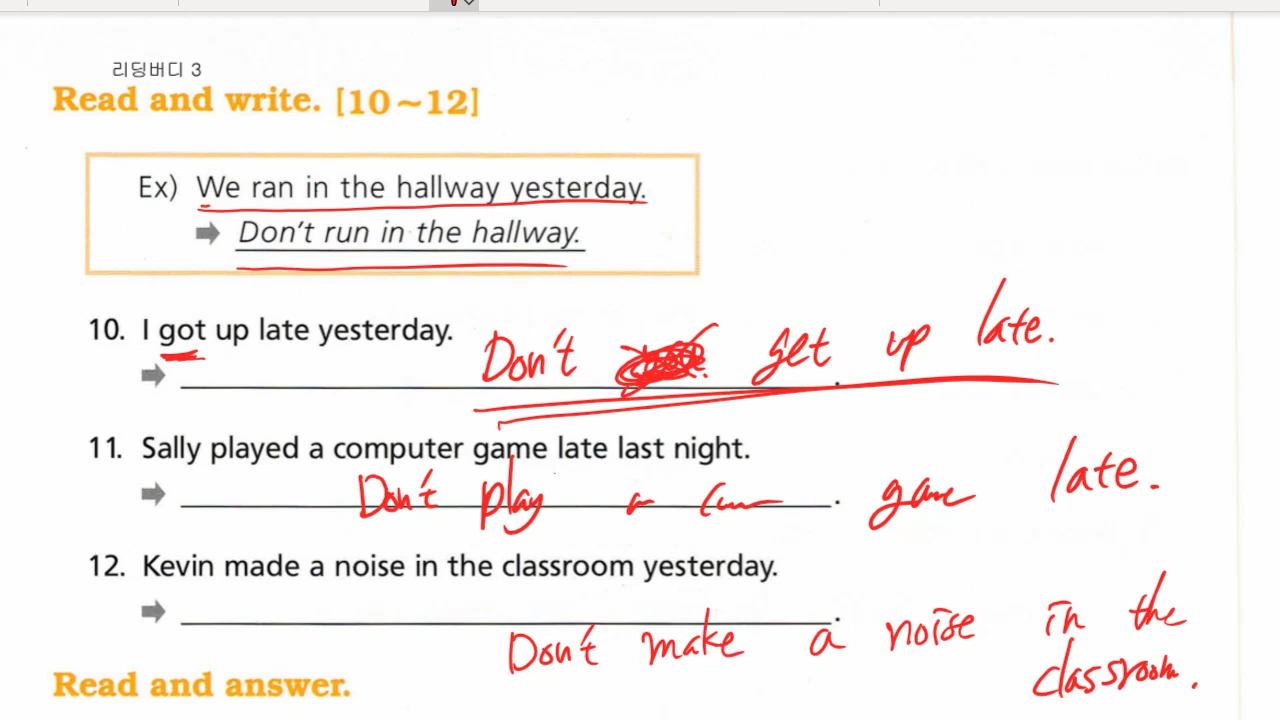 리딩버디 3
Read and write. [10~12]
Ex) We ran in the hallway yesterday.
➡ Don't run in the hallway.
10. I got up late yesterday.
➡ Don't get up late.
11. Sally played a computer game late last night.
➡ Don't play a game late.
12. Kevin made a noise in the classroom yesterday.
➡
Don't make a noise in the
classroom.
Read and answer.